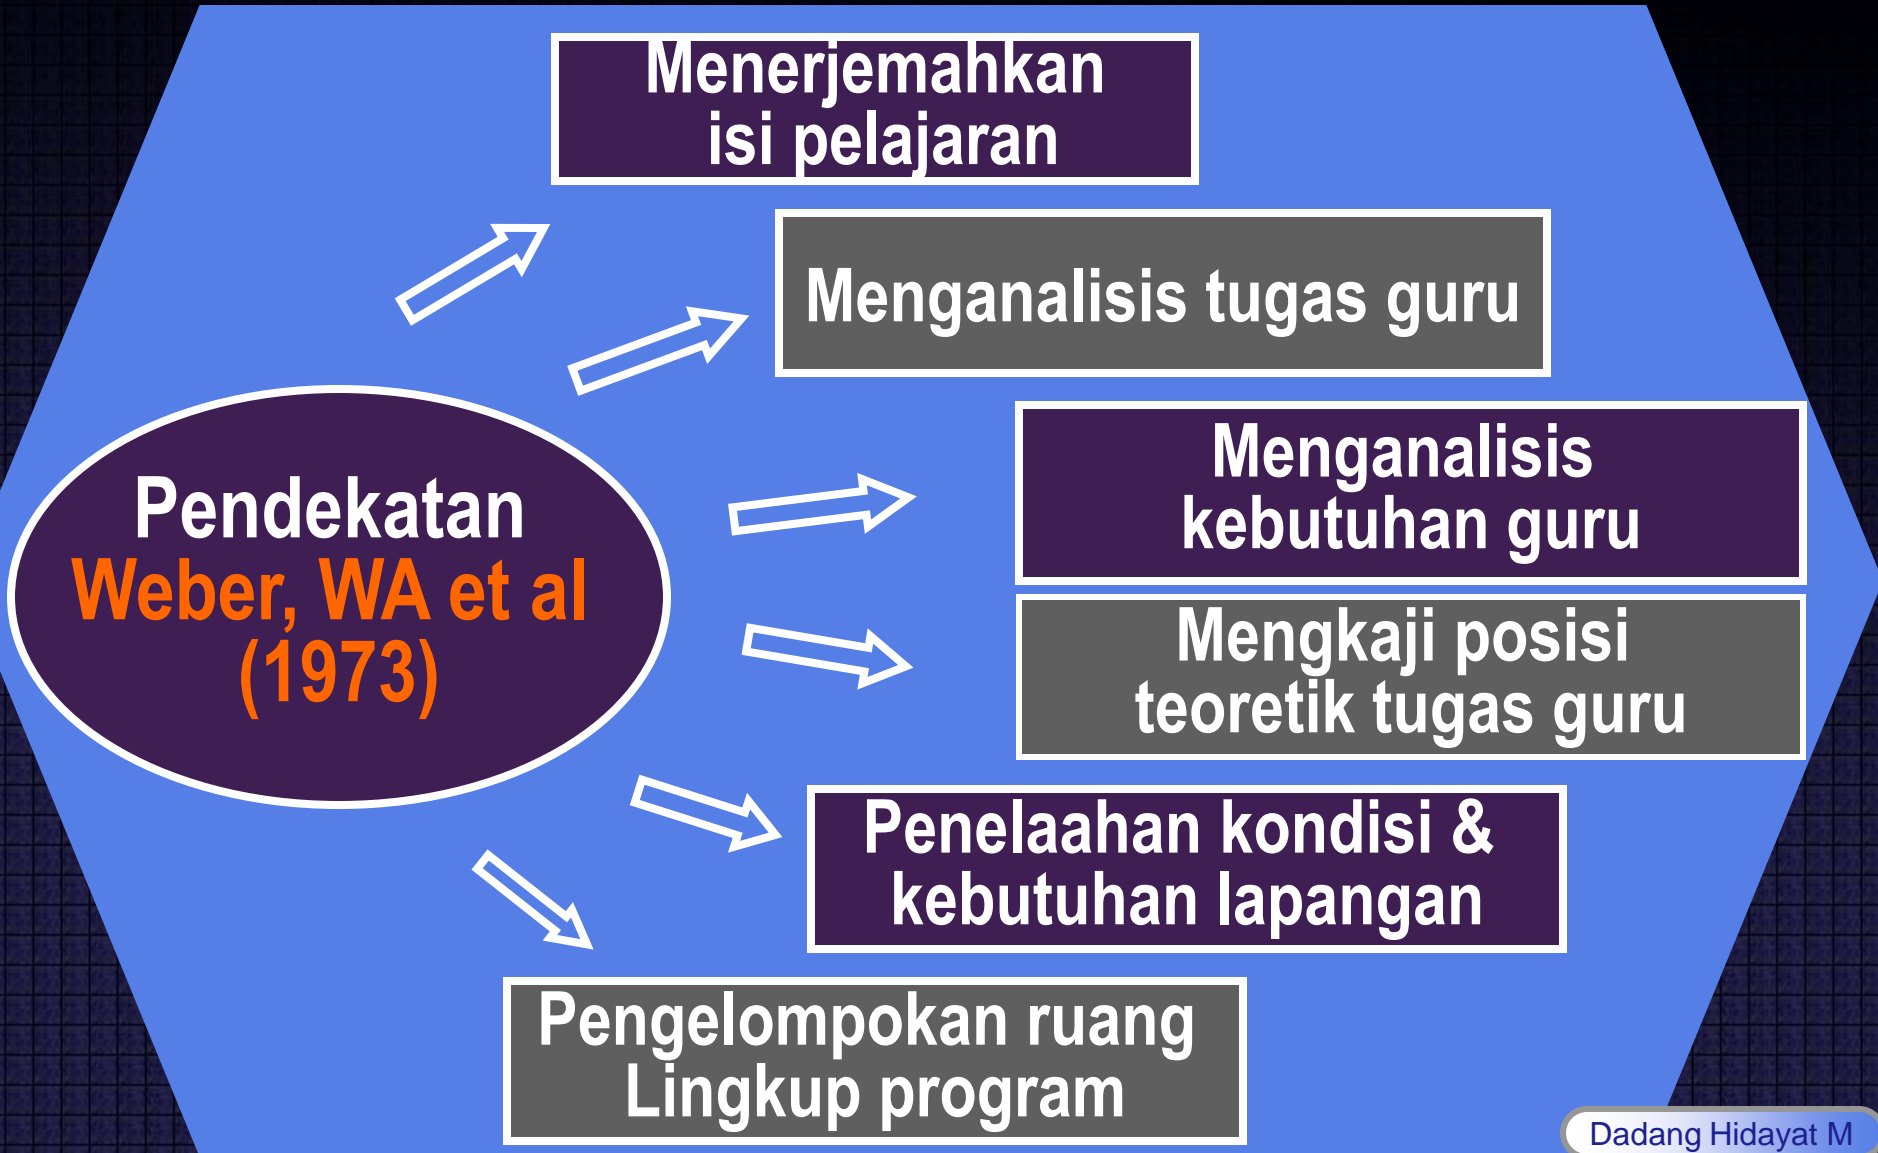 Menerjemahkan
isi pelajaran
Menganalisis tugas guru
Menganalisis
kebutuhan guru
Pendekatan
Weber, WA et al
(1973)
Mengkaji posisi
teoretik tugas guru
Penelaahan kondisi &
kebutuhan lapangan
Pengelompokan ruang
Lingkup program
Dadang Hidayat M